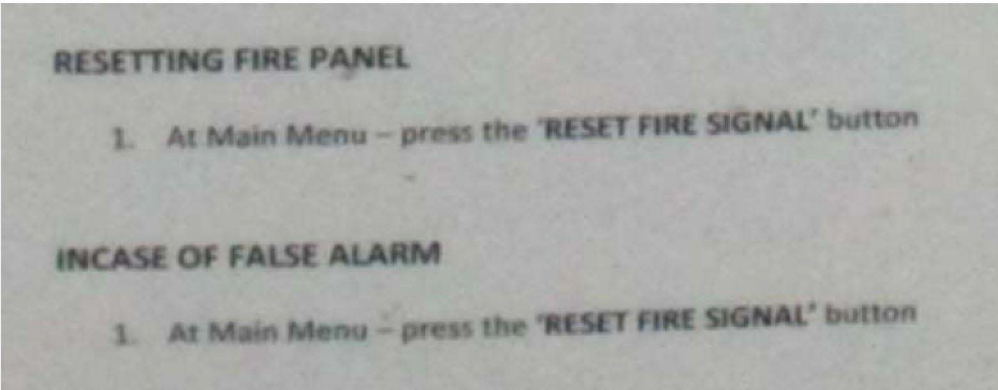 RESETTING FIRE PANEL
1. At Main Menu – press the 'RESET FIRE SIGNAL' button
INCASE OF FALSE ALARM
1. At Main Menu – press the 'RESET FIRE SIGNAL' button